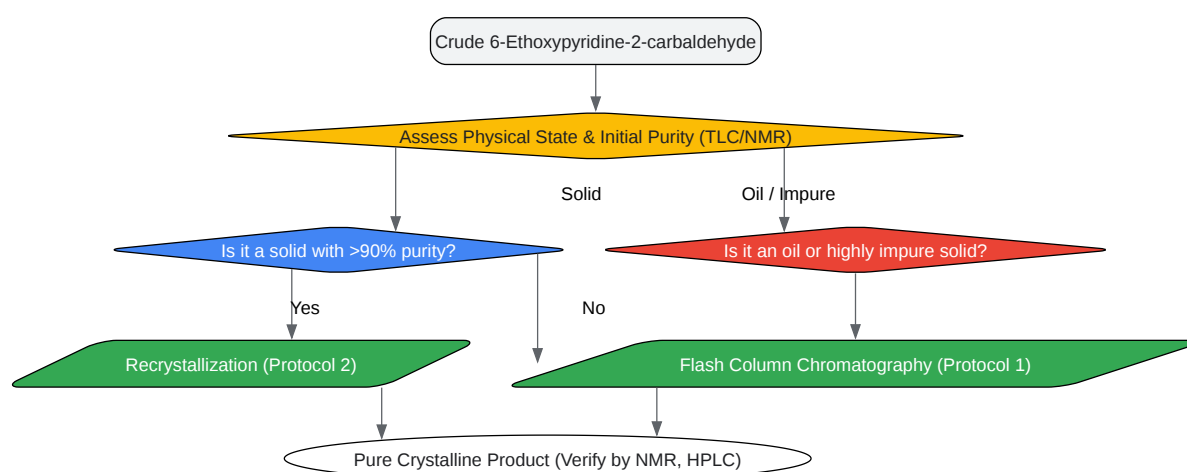 Crude 6-Ethoxypyridine-2-carbaldehyde
Assess Physical State & Initial Purity (TLC/NMR)
Solid
Oil / Impure
Is it a solid with >90% purity?
Is it an oil or highly impure solid?
Yes
No
Recrystallization (Protocol 2)
Flash Column Chromatography (Protocol 1)
Pure Crystalline Product (Verify by NMR, HPLC)